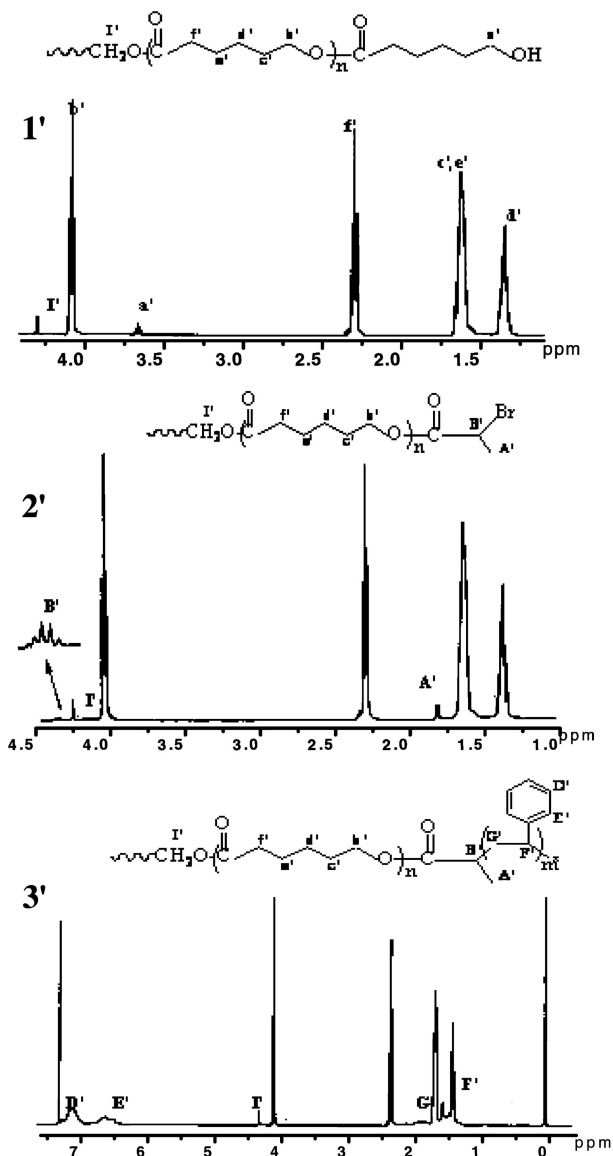 I' O f' d' b' O a'
CH₂O ( e' c' O ) n OH
1'
b' f' c',e' d'
I' a'
4.0 3.5 3.0 2.5 2.0 1.5 ppm
I' O f' d' b' O Br
CH₂O ( e' c' O ) n C B' A'
2'
B'
I' A'
4.5 4.0 3.5 3.0 2.5 2.0 1.5 1.0 ppm
D'
E'
I' O f' d' b' O G'
CH₂O ( e' c' O ) n C B' F' m
A'
3'
D' E' I' G' F'
7 6 5 4 3 2 1 0 ppm